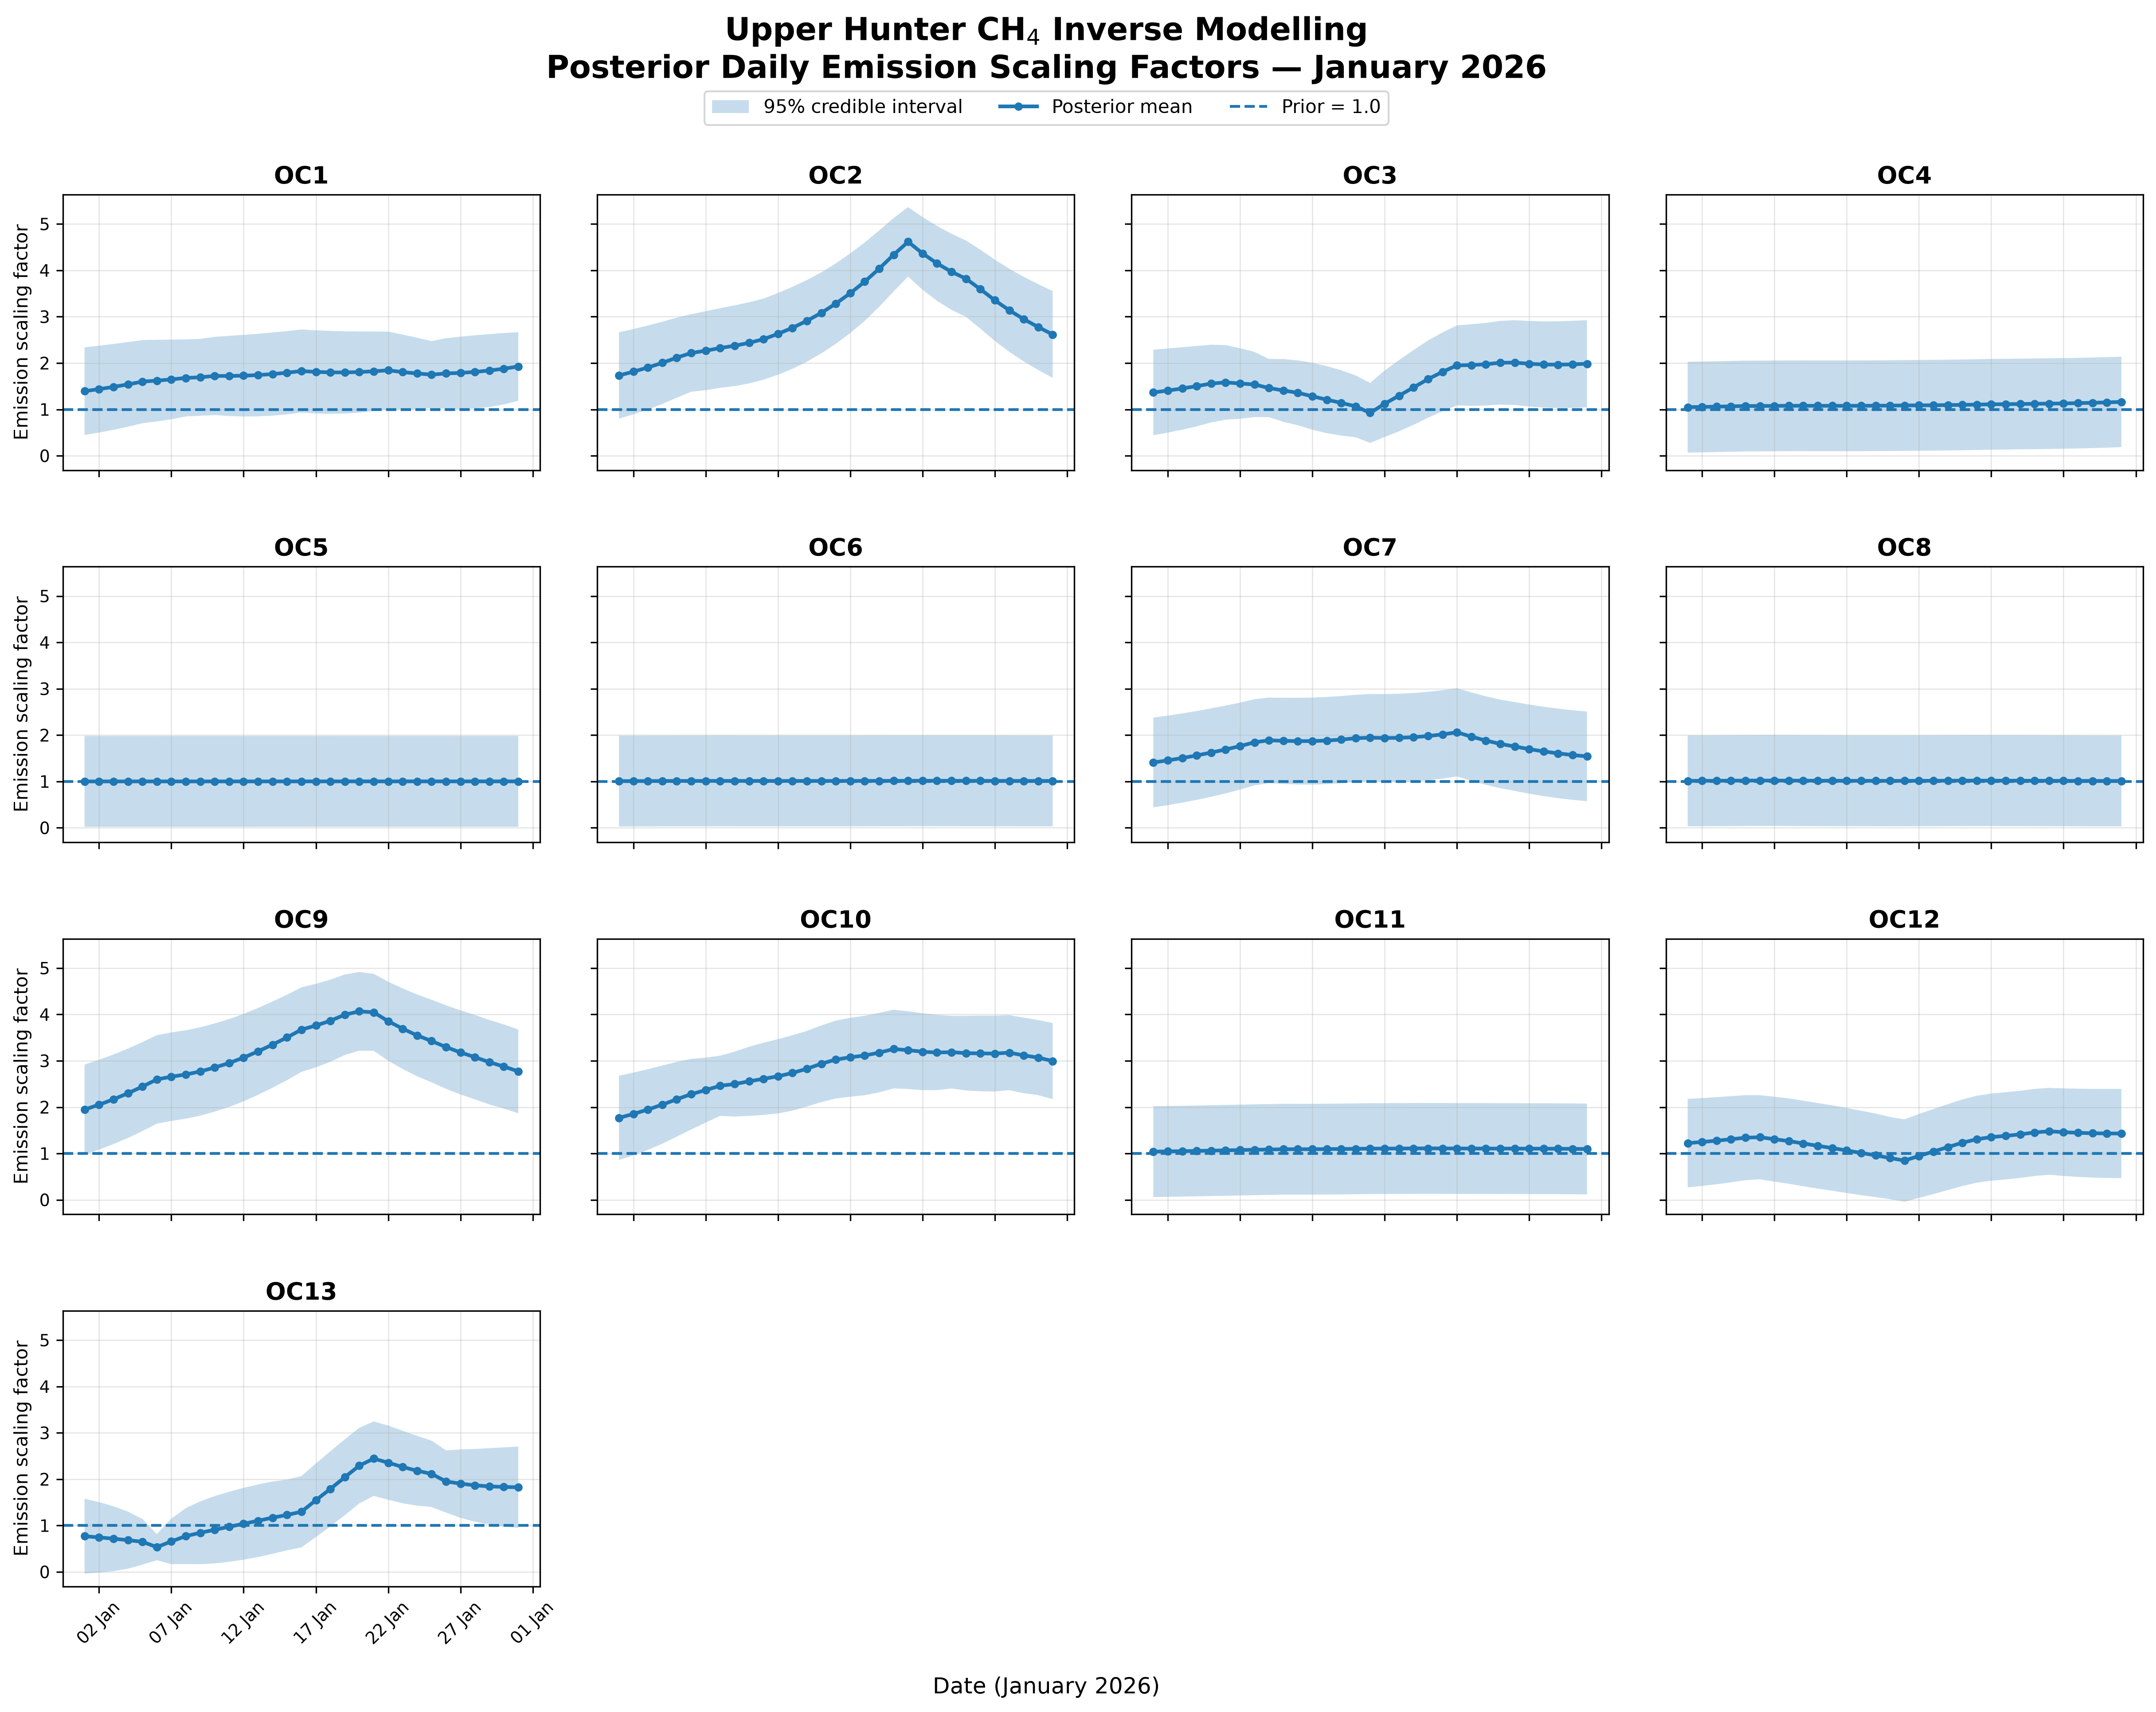 Upper Hunter CH₄ Inverse Modelling
Posterior Daily Emission Scaling Factors — January 2026
95% credible interval
Posterior mean
Prior = 1.0
OC1
OC2
OC3
OC4
Emission scaling factor
5
4
3
2
1
0
OC5
OC6
OC7
OC8
Emission scaling factor
5
4
3
2
1
0
OC9
OC10
OC11
OC12
Emission scaling factor
5
4
3
2
1
0
OC13
Emission scaling factor
5
4
3
2
1
0
02 Jan
07 Jan
12 Jan
17 Jan
22 Jan
27 Jan
01 Jan
Date (January 2026)